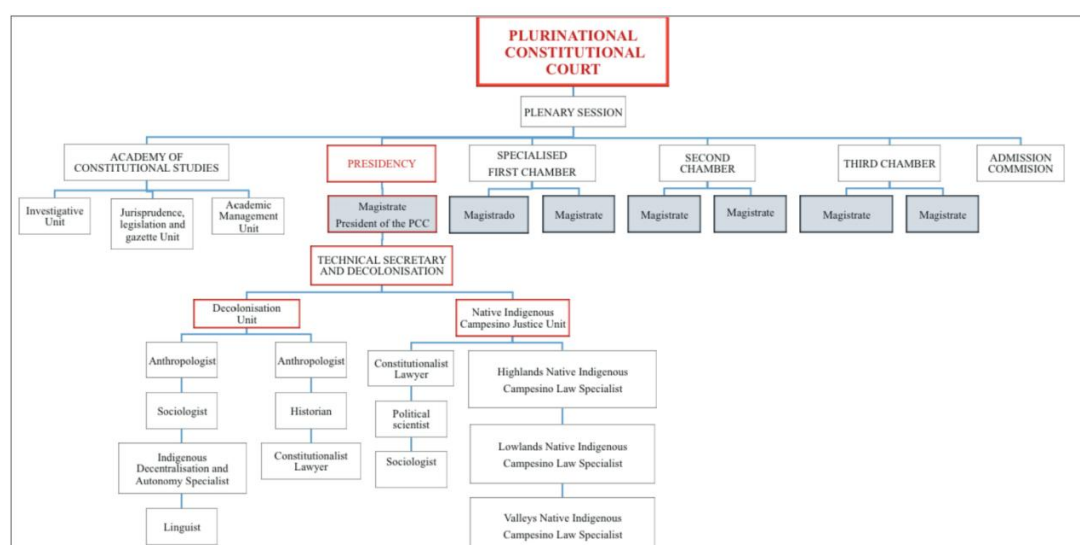 PLURINATIONAL
CONSTITUTIONAL
COURT
PLENARY SESSION
ACADEMY OF
CONSTITUTIONAL STUDIES
PRESIDENCY
SPECIALISED
FIRST CHAMBER
SECOND
CHAMBER
THIRD CHAMBER
ADMISSION
COMMISION
Investigative
Unit
Jurisprudence,
legislation and
gazette Unit
Academic
Management
Unit
Magistrate
President of the PCC
Magistrado
Magistrate
Magistrate
Magistrate
Magistrate
Magistrate
TECHNICAL SECRETARY
AND DECOLONISATION
Decolonisation
Unit
Native Indigenous
Campesino Justice Unit
Anthropologist
Sociologist
Indigenous
Decentralisation and
Autonomy Specialist
Linguist
Anthropologist
Historian
Constitutionalist
Lawyer
Constitutionalist
Lawyer
Political
scientist
Sociologist
Highlands Native Indigenous
Campesino Law Specialist
Lowlands Native Indigenous
Campesino Law Specialist
Valleys Native Indigenous
Campesino Law Specialist